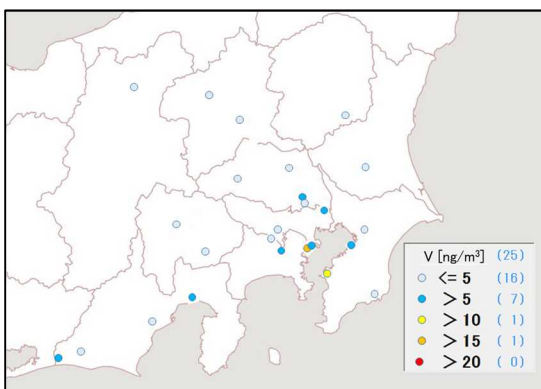 V [ng/m³] (25)
<= 5 (16)
> 5 ( 7)
> 10 ( 1)
> 15 ( 1)
> 20 ( 0)